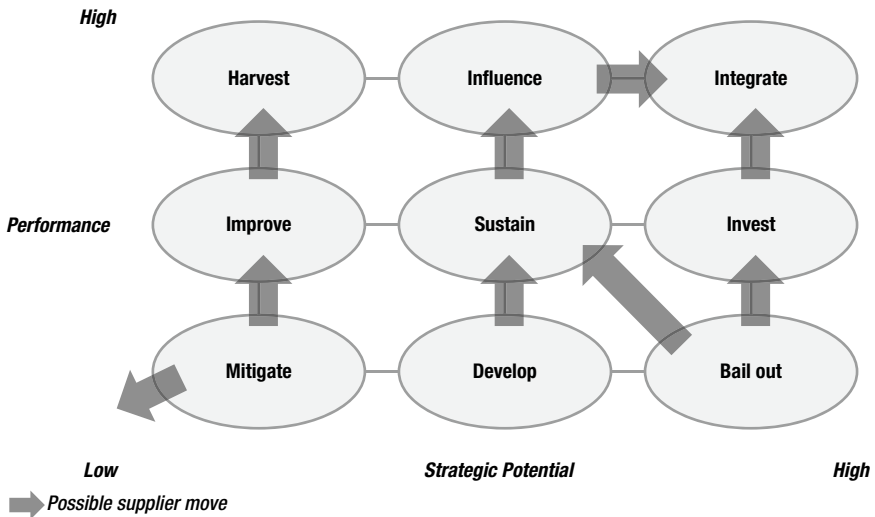 High
Harvest
Influence
Integrate
Performance
Improve
Sustain
Invest
Mitigate
Develop
Bail out
Low
Strategic Potential
High
Possible supplier move